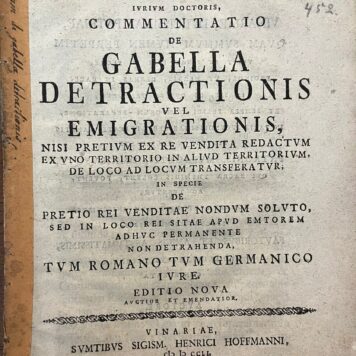 452.
IVRIVM DOCTORIS,
COMMENTATIO
DE
GABELLA
DETRACTIONIS
VEL
EMIGRATIONIS,
NISI PRETIVM EX RE VENDITA REDACTVM
EX VNO TERRITORIO IN ALIVD TERRITORIVM,
DE LOCO AD LOCVM TRANSFERATVR;
IN SPECIE
DE
PRETIO REI VENDITAE NONDVM SOLVTO,
SED IN LOCO REI SITAE APVD EMTOREM
ADHVC PERMANENTE
NON DETRAHENDA,
TVM ROMANO TVM GERMANICO
IVRE.
EDITIO NOVA
AVCTIOR ET EMENDATIOR.
VINARIAE,
SVMTIBVS SIGISM. HENRICI HOFFMANNI,
gabella detractionis